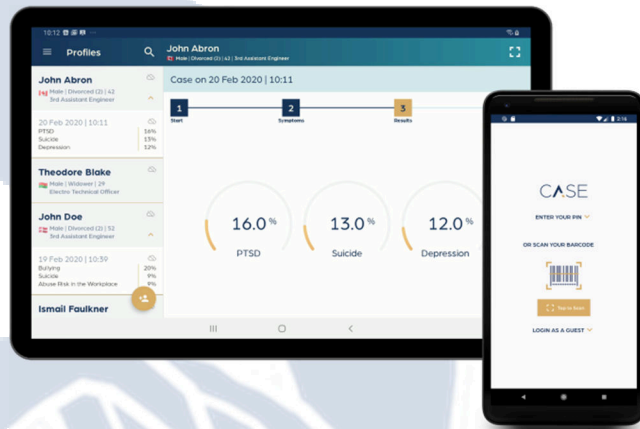 10:12
Profiles
John Abron
Male | Divorced (2) | 42 | 3rd Assistant Engineer
John Abron
Male | Divorced (2) | 42
3rd Assistant Engineer
20 Feb 2020 | 10:11
PTSD 16%
Suicide 13%
Depression 12%
Theodore Blake
Male | Widower | 29
Electro Technical Officer
John Doe
Male | Divorced (2) | 52
3rd Assistant Engineer
19 Feb 2020 | 10:59
Bullying 20%
Suicide 9%
Abuse Risk in the Workplace 9%
Ismail Faulkner
Case on 20 Feb 2020 | 10:11
1 2 3
Start Symptoms Results
16.0 % 13.0 % 12.0 %
PTSD Suicide Depression
3:16
CASE
ENTER YOUR PIN
OR SCAN YOUR BARCODE
Tap to Scan
LOGIN AS A GUEST